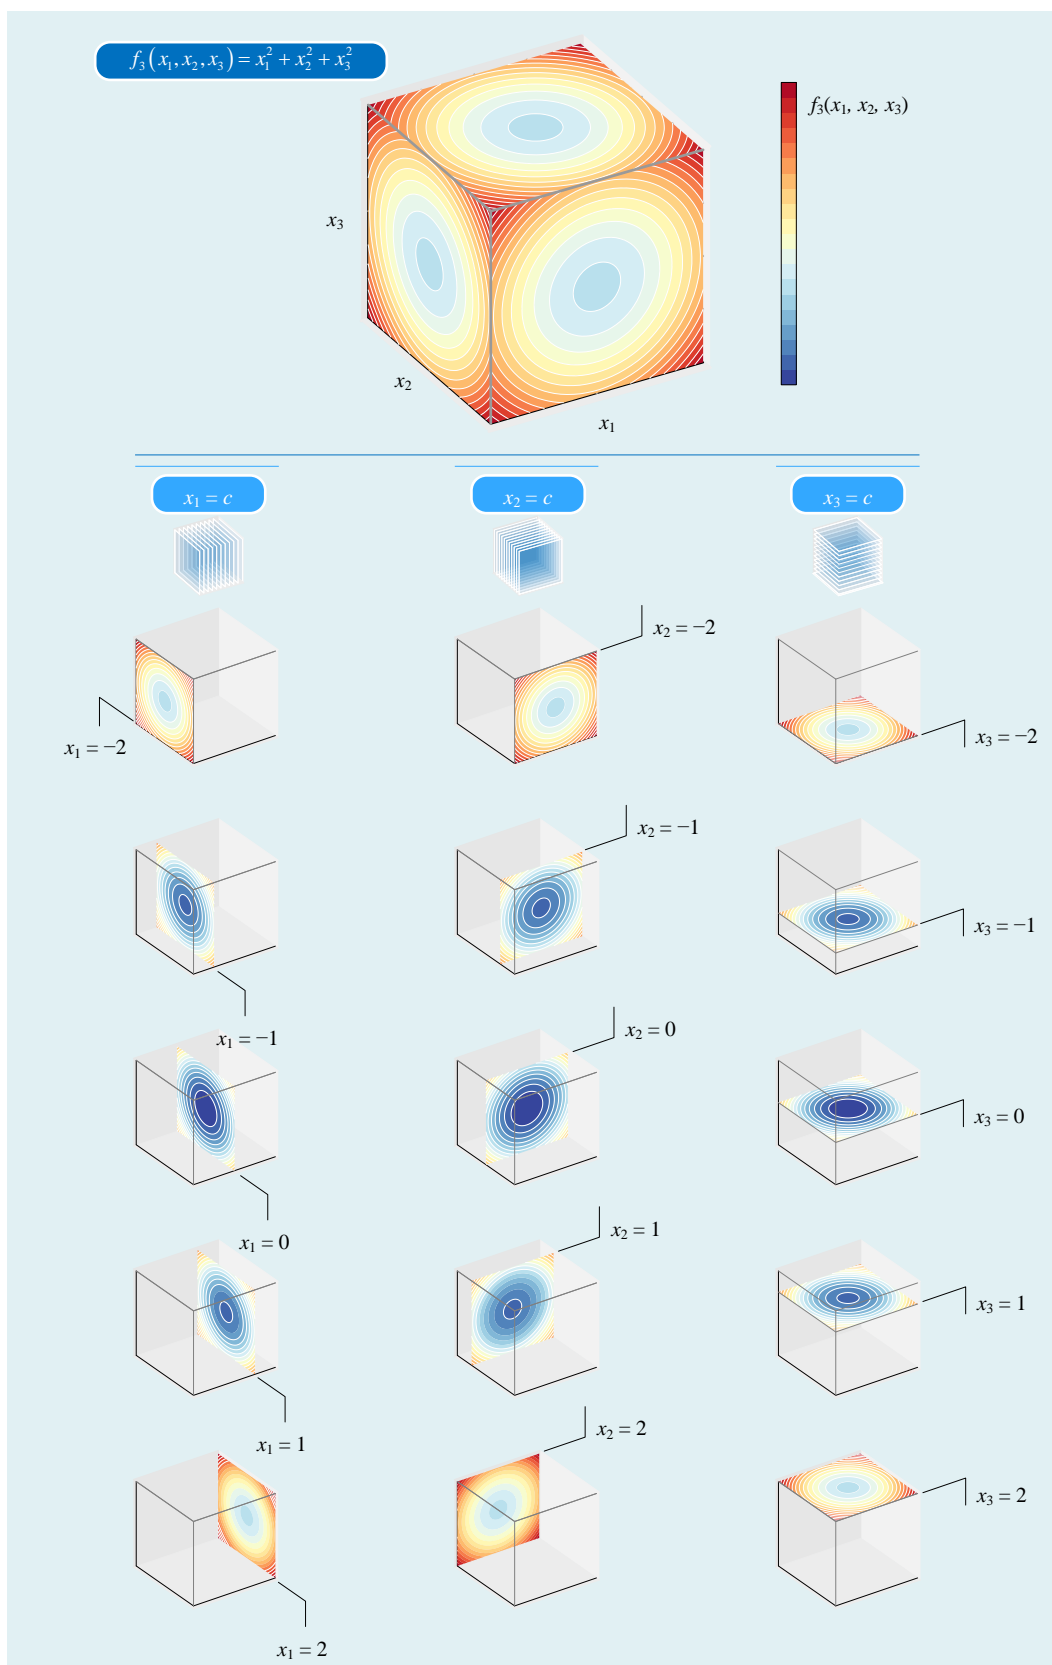 f₃(x₁, x₂, x₃) = x₁² + x₂² + x₃²
f₃(x₁, x₂, x₃)
x₃
x₂
x₁
x₁ = c
x₂ = c
x₃ = c
x₂ = −2
x₁ = −2
x₃ = −2
x₂ = −1
x₃ = −1
x₁ = −1
x₂ = 0
x₃ = 0
x₁ = 0
x₂ = 1
x₃ = 1
x₁ = 1
x₂ = 2
x₃ = 2
x₁ = 2